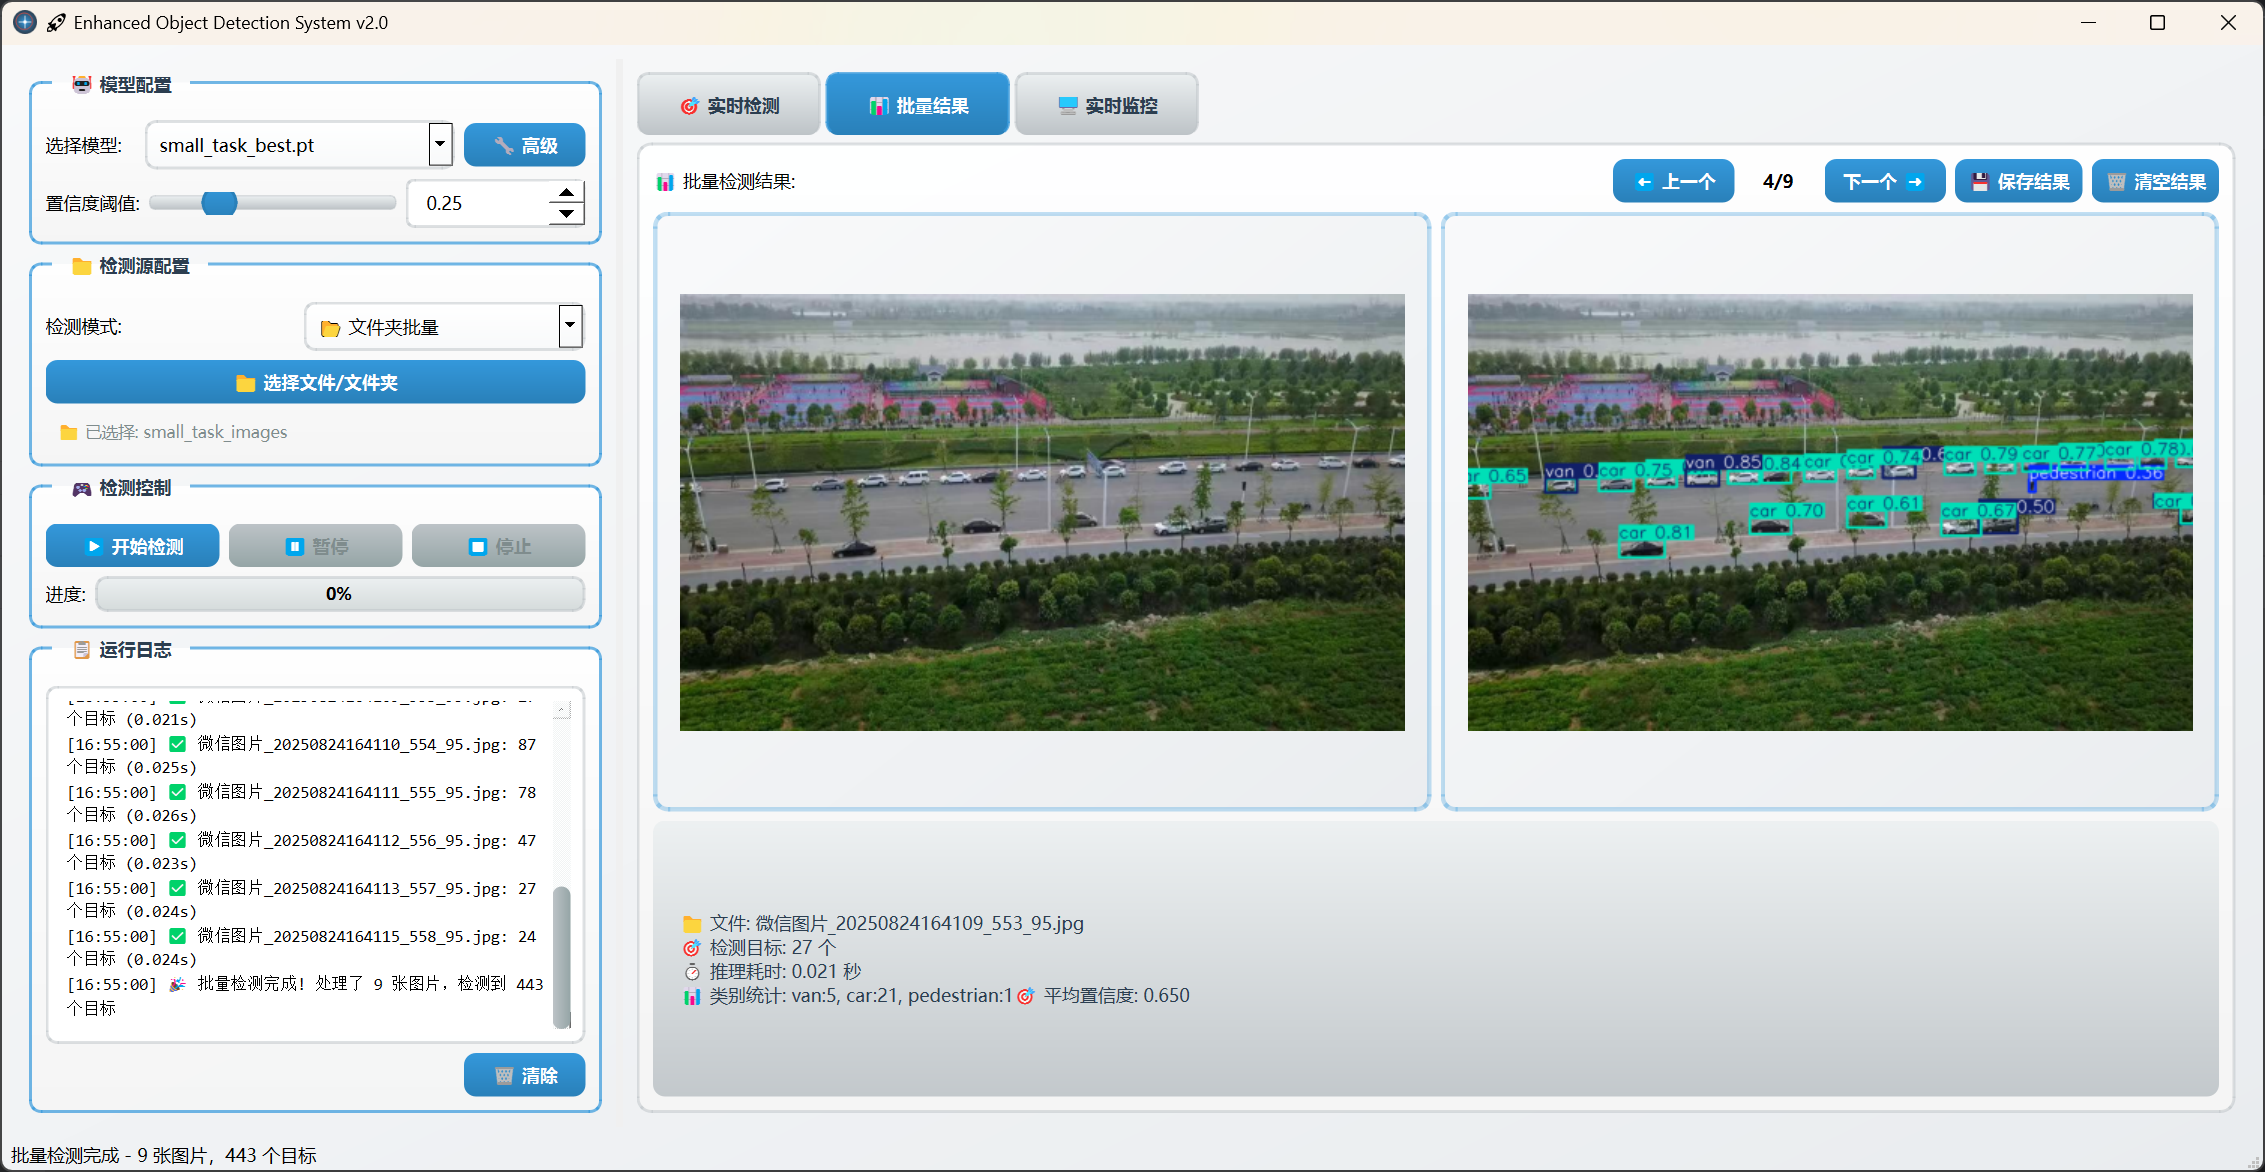 Enhanced Object Detection System v2.0
模型配置
选择模型:
small_task_best.pt
高级
置信度阈值:
0.25
检测源配置
检测模式:
文件夹批量
选择文件/文件夹
已选择: small_task_images
检测控制
开始检测
暂停
停止
进度:
0%
运行日志
个目标 (0.021s)
[16:55:00] ✅ 微信图片_20250824164110_554_95.jpg: 87
个目标 (0.025s)
[16:55:00] ✅ 微信图片_20250824164111_555_95.jpg: 78
个目标 (0.026s)
[16:55:00] ✅ 微信图片_20250824164112_556_95.jpg: 47
个目标 (0.023s)
[16:55:00] ✅ 微信图片_20250824164113_557_95.jpg: 27
个目标 (0.024s)
[16:55:00] ✅ 微信图片_20250824164115_558_95.jpg: 24
个目标 (0.024s)
[16:55:00] 🎉 批量检测完成! 处理了 9 张图片，检测到 443
个目标
清除
实时检测
批量结果
实时监控
批量检测结果:
上一个
4/9
下一个
保存结果
清空结果
0.65
van 0.
car 0.75
van 0.85
0.84
car
car 0.74
car 0.79
car 0.77
car 0.78
pedestrian 0.36
car 0.81
car 0.70
car 0.61
car 0.67
0.50
car
文件: 微信图片_20250824164109_553_95.jpg
检测目标: 27 个
推理耗时: 0.021 秒
类别统计: van:5, car:21, pedestrian:1🎯 平均置信度: 0.650
批量检测完成 - 9 张图片，443 个目标